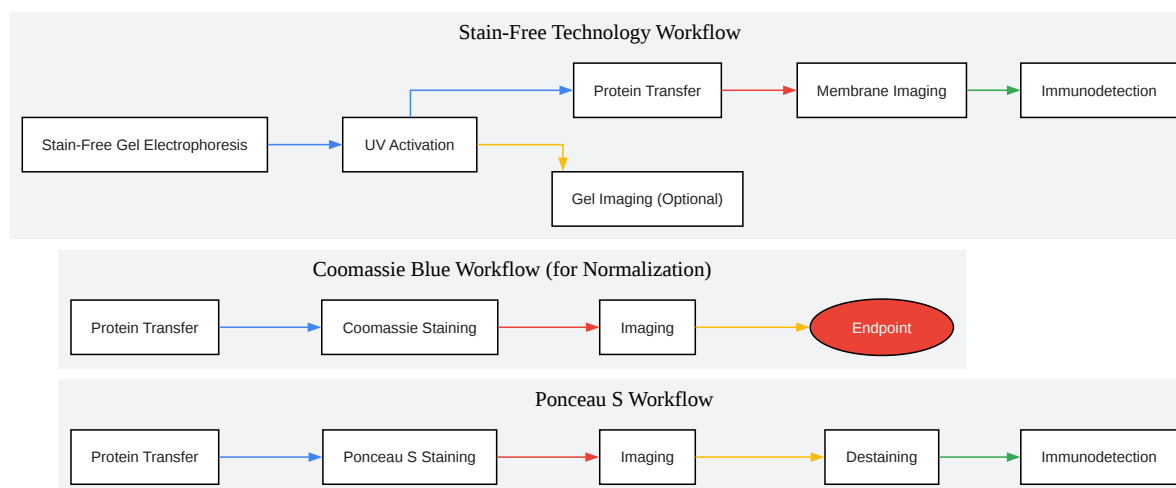 Stain-Free Technology Workflow
Protein Transfer
Membrane Imaging
Immunodetection
Stain-Free Gel Electrophoresis
UV Activation
Gel Imaging (Optional)
Coomassie Blue Workflow (for Normalization)
Protein Transfer
Coomassie Staining
Imaging
Endpoint
Ponceau S Workflow
Protein Transfer
Ponceau S Staining
Imaging
Destaining
Immunodetection